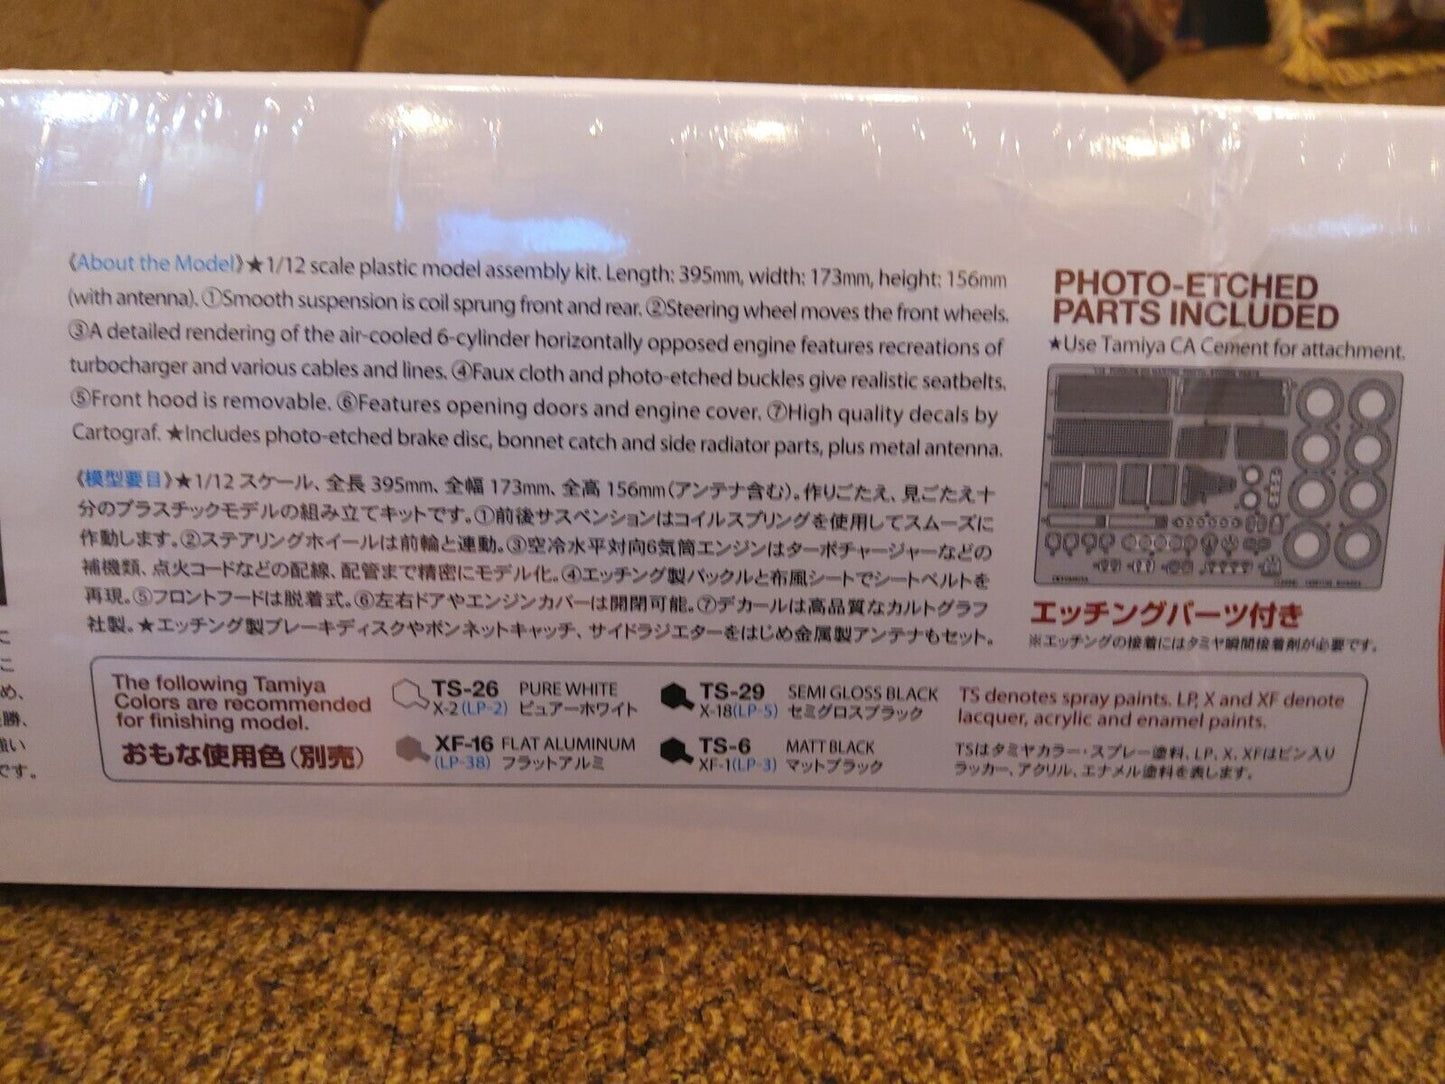 《About the Model》★1/12 scale plastic model assembly kit. Length: 395mm, width: 173mm, height: 156mm
(with antenna). ①Smooth suspension is coil sprung front and rear. ②Steering wheel moves the front wheels.
③A detailed rendering of the air-cooled 6-cylinder horizontally opposed engine features recreations of
turbocharger and various cables and lines. ④Faux cloth and photo-etched buckles give realistic seatbelts.
⑤Front hood is removable. ⑥Features opening doors and engine cover. ⑦High quality decals by
Cartograf. ★Includes photo-etched brake disc, bonnet catch and side radiator parts, plus metal antenna.
《模型要目》★1/12 スケール、全長 395mm、全幅 173mm、全高 156mm(アンテナ含む)。作りごたえ、見ごたえ十
分のプラスチックモデルの組み立てキットです。①前後サスペンションはコイルスプリングを使用してスムーズに
作動します。②ステアリングホイールは前輪と連動。③空冷水平対向6気筒エンジンはターボチャージャーなどの
補機類、点火コードなどの配線、配管まで精密にモデル化。④エッチング製バックルと布風シートでシートベルトを
再現。⑤フロントフードは脱着式。⑥左右ドアやエンジンカバーは開閉可能。⑦デカールは高品質なカルトグラフ
社製。★エッチング製ブレーキディスクやボンネットキャッチ、サイドラジエターをはじめ金属製アンテナもセット。
PHOTO-ETCHED
PARTS INCLUDED
★Use Tamiya CA Cement for attachment.
エッチングパーツ付き
※エッチングの接着にはタミヤ瞬間接着剤が必要です。
The following Tamiya
Colors are recommended
for finishing model.
おもな使用色(別売)
TS-26 PURE WHITE
X-2(LP-2) ピュアーホワイト
XF-16 FLAT ALUMINUM
(LP-38) フラットアルミ
TS-29 SEMI GLOSS BLACK
X-18(LP-5) セミグロスブラック
TS-6 MATT BLACK
XF-1(LP-3) マットブラック
TS denotes spray paints. LP, X and XF denote
lacquer, acrylic and enamel paints.
TSはタミヤカラー・スプレー塗料、LP、X、XFはビン入り
ラッカー、アクリル、エナメル塗料を表します。
に
こ
め、
勝、
強い
です。